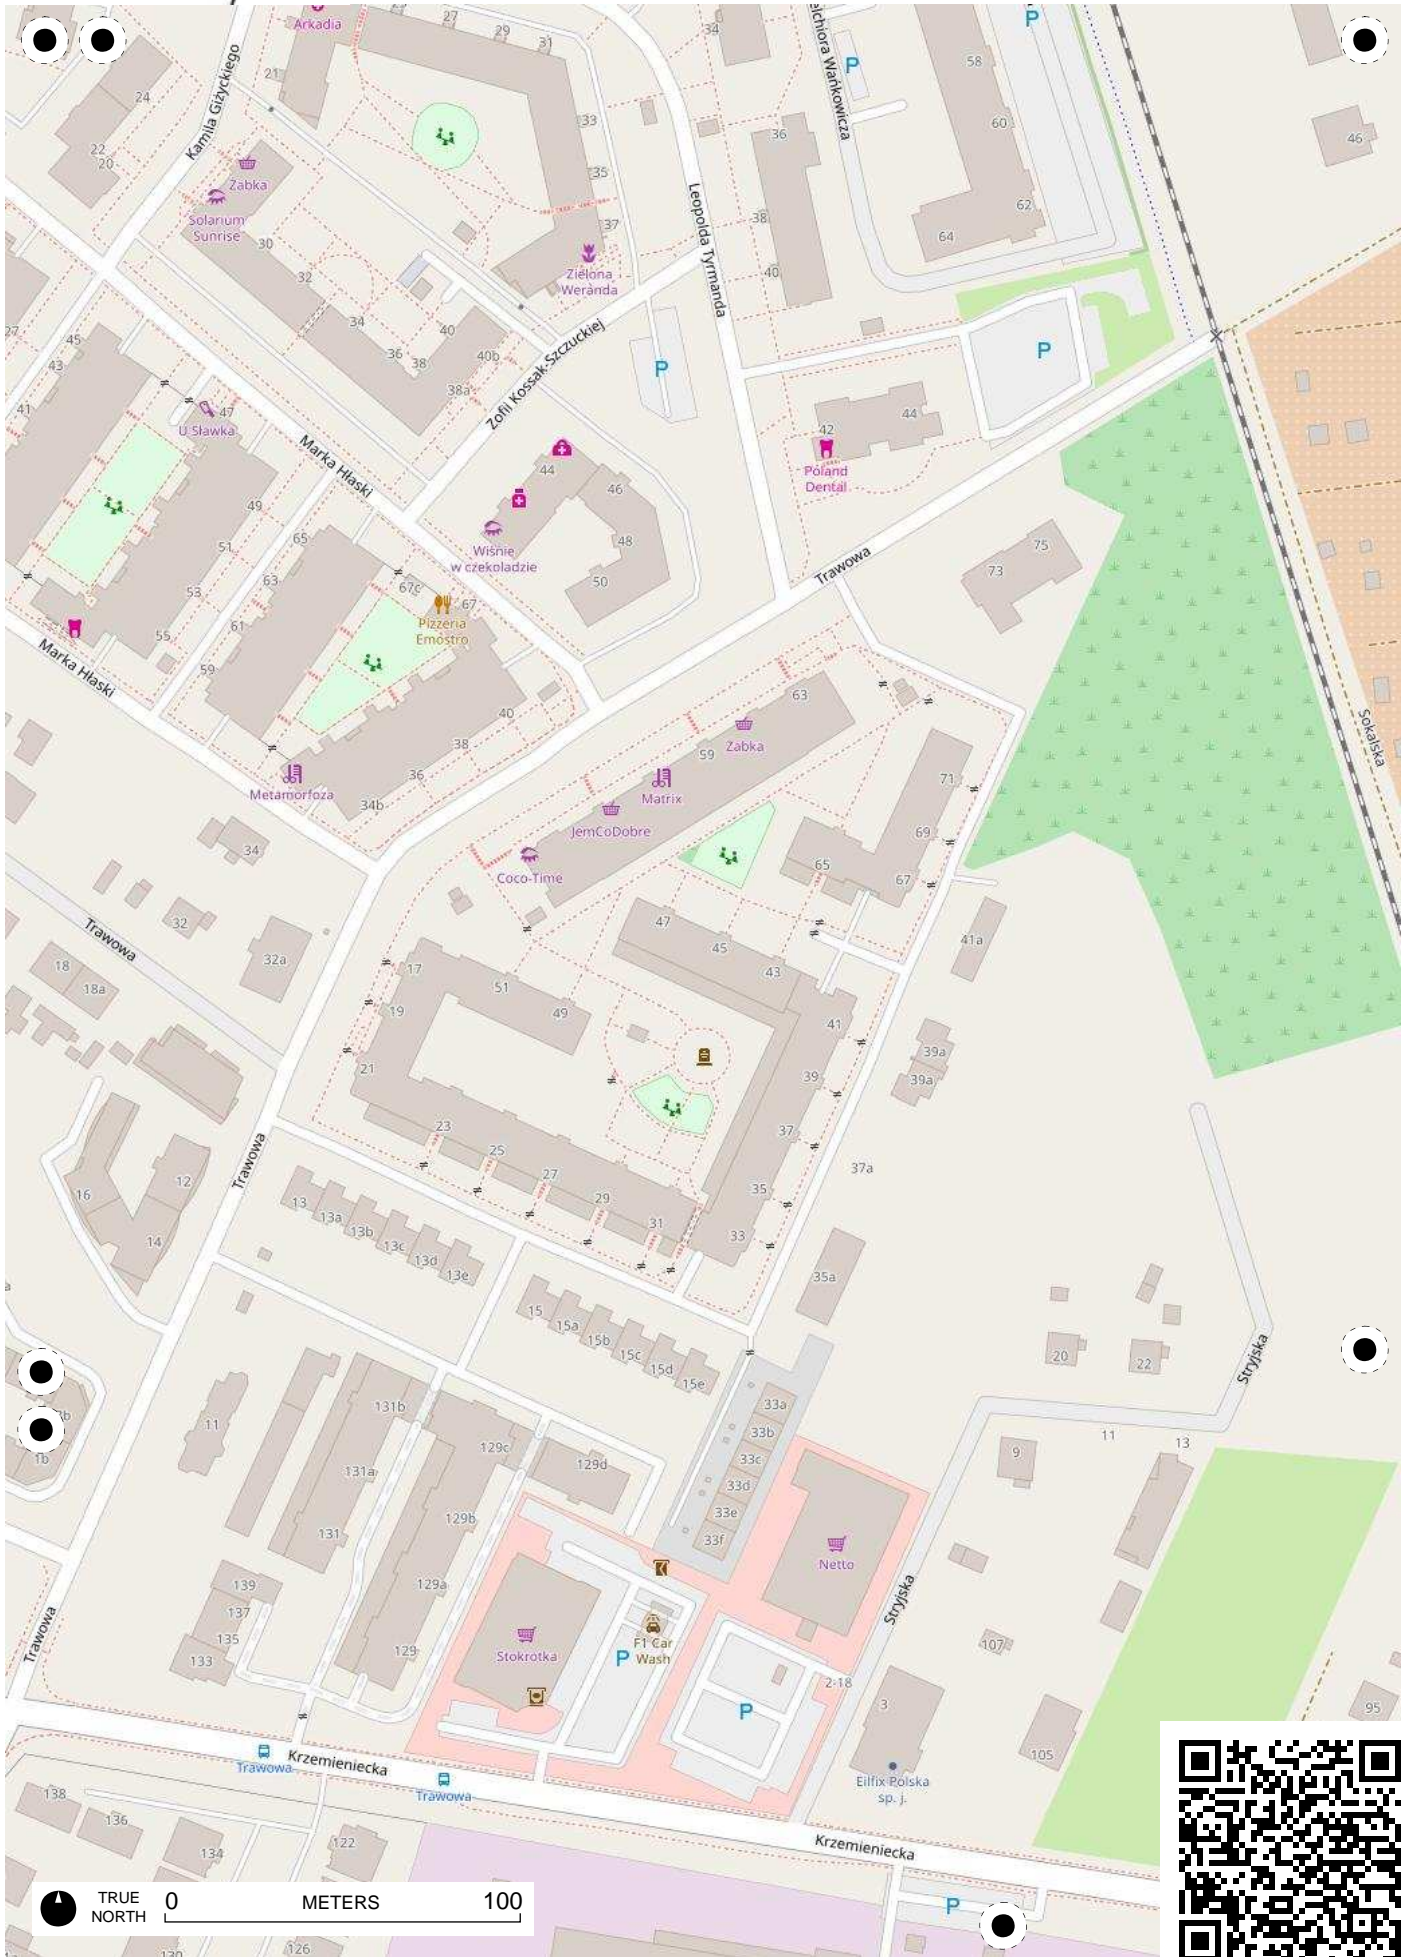 Arkadia
25
27
29
31
34
Melchiora Wańkowicza
P
58
P
21
24
Kamila Giżyckiego
33
36
60
46
22
20
Żabka
35
Solarium
Sunrise
37
38
62
64
30
Leopolda Tyrmanda
32
Zielona
Weranda
40
34
40
27
45
36
38
40b
Zofii Kossak-Szczuckiej
P
P
43
38a
41
47
U Sławka
44
42
Marka Hłaski
Poland
Dental
44
46
49
65
Wiśnie
w czekoladzie
48
51
75
Trawowa
63
67c
50
73
53
67
Pizzeria
Emostro
61
55
Marka Hłaski
59
63
40
Sokalska
38
59
Żabka
36
71
Metamorfoza
Matrix
34b
JemCoDobre
69
34
65
Coco-Time
67
32
47
Trawowa
45
41a
32a
18
17
43
18a
51
19
49
41
39a
21
39
39a
23
37
25
Trawowa
27
37a
16
12
13
35
29
13a
31
13b
33
14
13c
13d
13e
35a
15
15a
15b
15c
20
15d
22
Stryjska
15e
33a
131b
11
33b
11
129c
13
9
1b
33c
129d
131a
33d
33e
129b
131
33f
Netto
129a
139
Stryjska
137
F1 Car
Wash
135
Trawowa
129
Stokrotka
P
107
133
2-18
3
95
P
105
Krzemieniecka
Trawowa
Trawowa
Eilfix Polska
sp. j.
138
136
134
122
Krzemieniecka
P
TRUE
NORTH
0
METERS
100
126
130